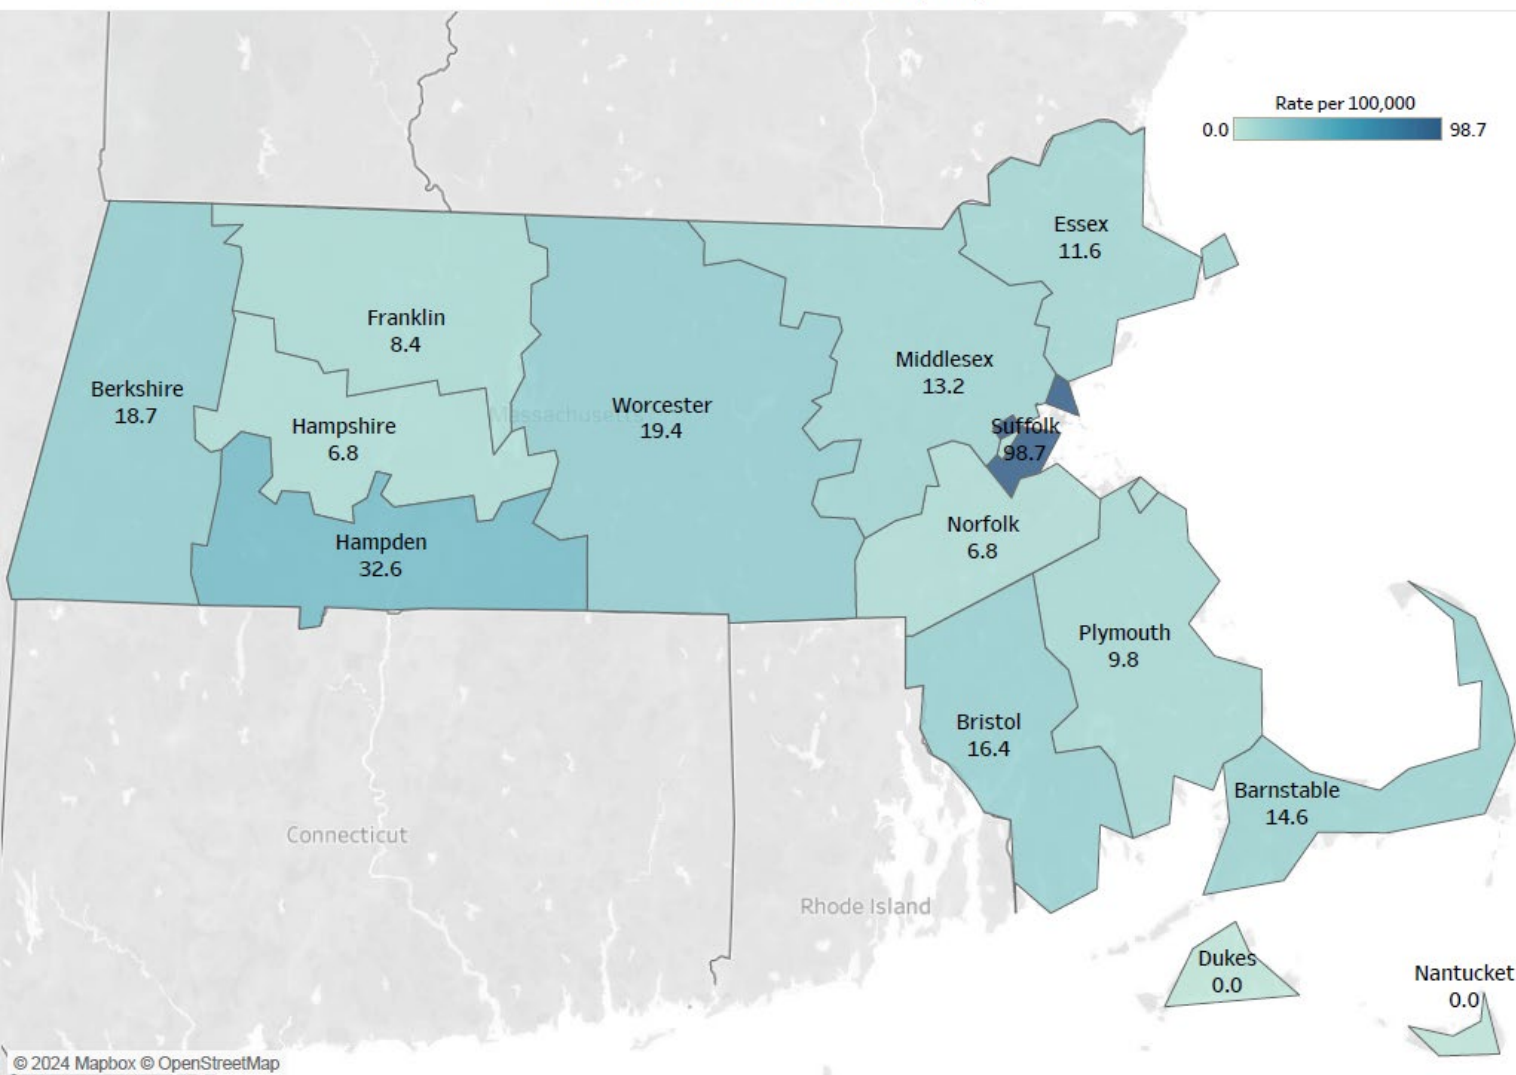 Rate per 100,000
0.0 98.7
Essex
11.6
Franklin
8.4
Middlesex
13.2
Berkshire
18.7
Massachusetts
Worcester
19.4
Hampshire
6.8
Suffolk
98.7
Norfolk
6.8
Hampden
32.6
Plymouth
9.8
Bristol
16.4
Barnstable
14.6
Connecticut
Rhode Island
Dukes
0.0
Nantucket
0.0
© 2024 Mapbox © OpenStreetMap